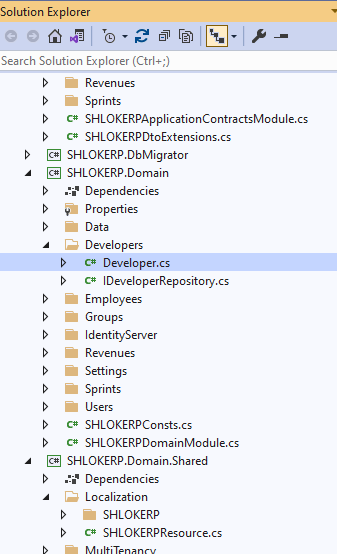 Solution Explorer
Search Solution Explorer (Ctrl+;)
Revenues
Sprints
C# SHLOKERPApplicationContractsModule.cs
C# SHLOKERPDtoExtensions.cs
C# SHLOKERP.DbMigrator
C# SHLOKERP.Domain
Dependencies
Properties
Data
Developers
C# Developer.cs
C# IDeveloperRepository.cs
Employees
Groups
IdentityServer
Revenues
Settings
Sprints
Users
C# SHLOKERPConsts.cs
C# SHLOKERPDomainModule.cs
C# SHLOKERP.Domain.Shared
Dependencies
Localization
SHLOKERP
C# SHLOKERPResource.cs
MultiTenancy